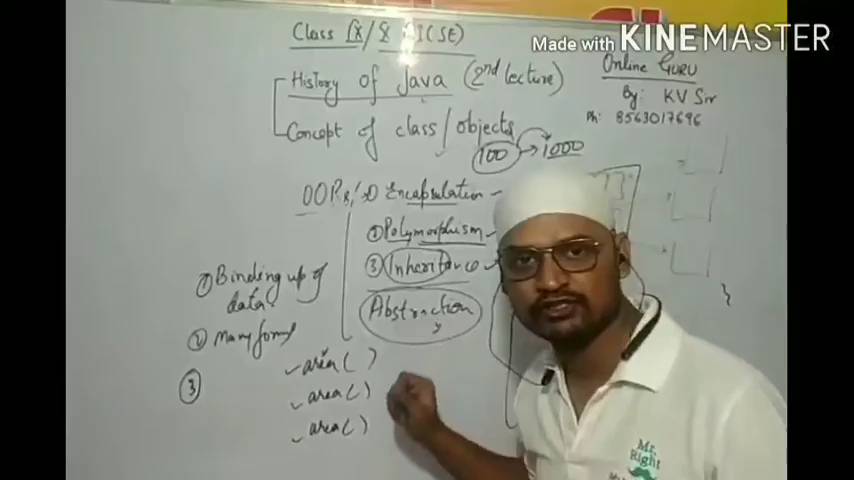 Class IX/X ICSE)
Made with KINEMASTER
History of Java (2nd lecture)
Online GURU
By: KV Sir
Ph: 8563017696
Concept of class/objects
100 → 1000
OOPs, ① Encapsulation
② Polymorphism
③ Inheritance
Abstraction
① Binding up of
data
② Many forms
③
area( )
area( )
area( )
Mr.
Right